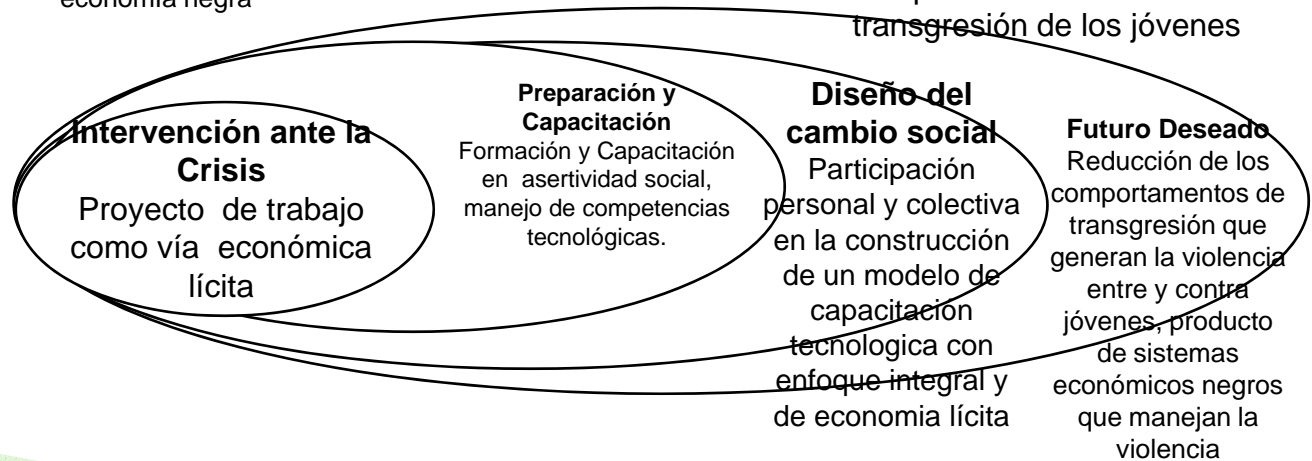 economía negra
transgresión de los jóvenes
Intervención ante la
Crisis
Proyecto de trabajo
como vía económica
lícita
Preparación y
Capacitación
Formación y Capacitación
en asertividad social,
manejo de competencias
tecnológicas.
Diseño del
cambio social
Participación
personal y colectiva
en la construcción
de un modelo de
capacitación
tecnologica con
enfoque integral y
de economia lícita
Futuro Deseado
Reducción de los
comportamientos de
transgresión que
generan la violencia
entre y contra
jóvenes, producto
de sistemas
económicos negros
que manejan la
violencia